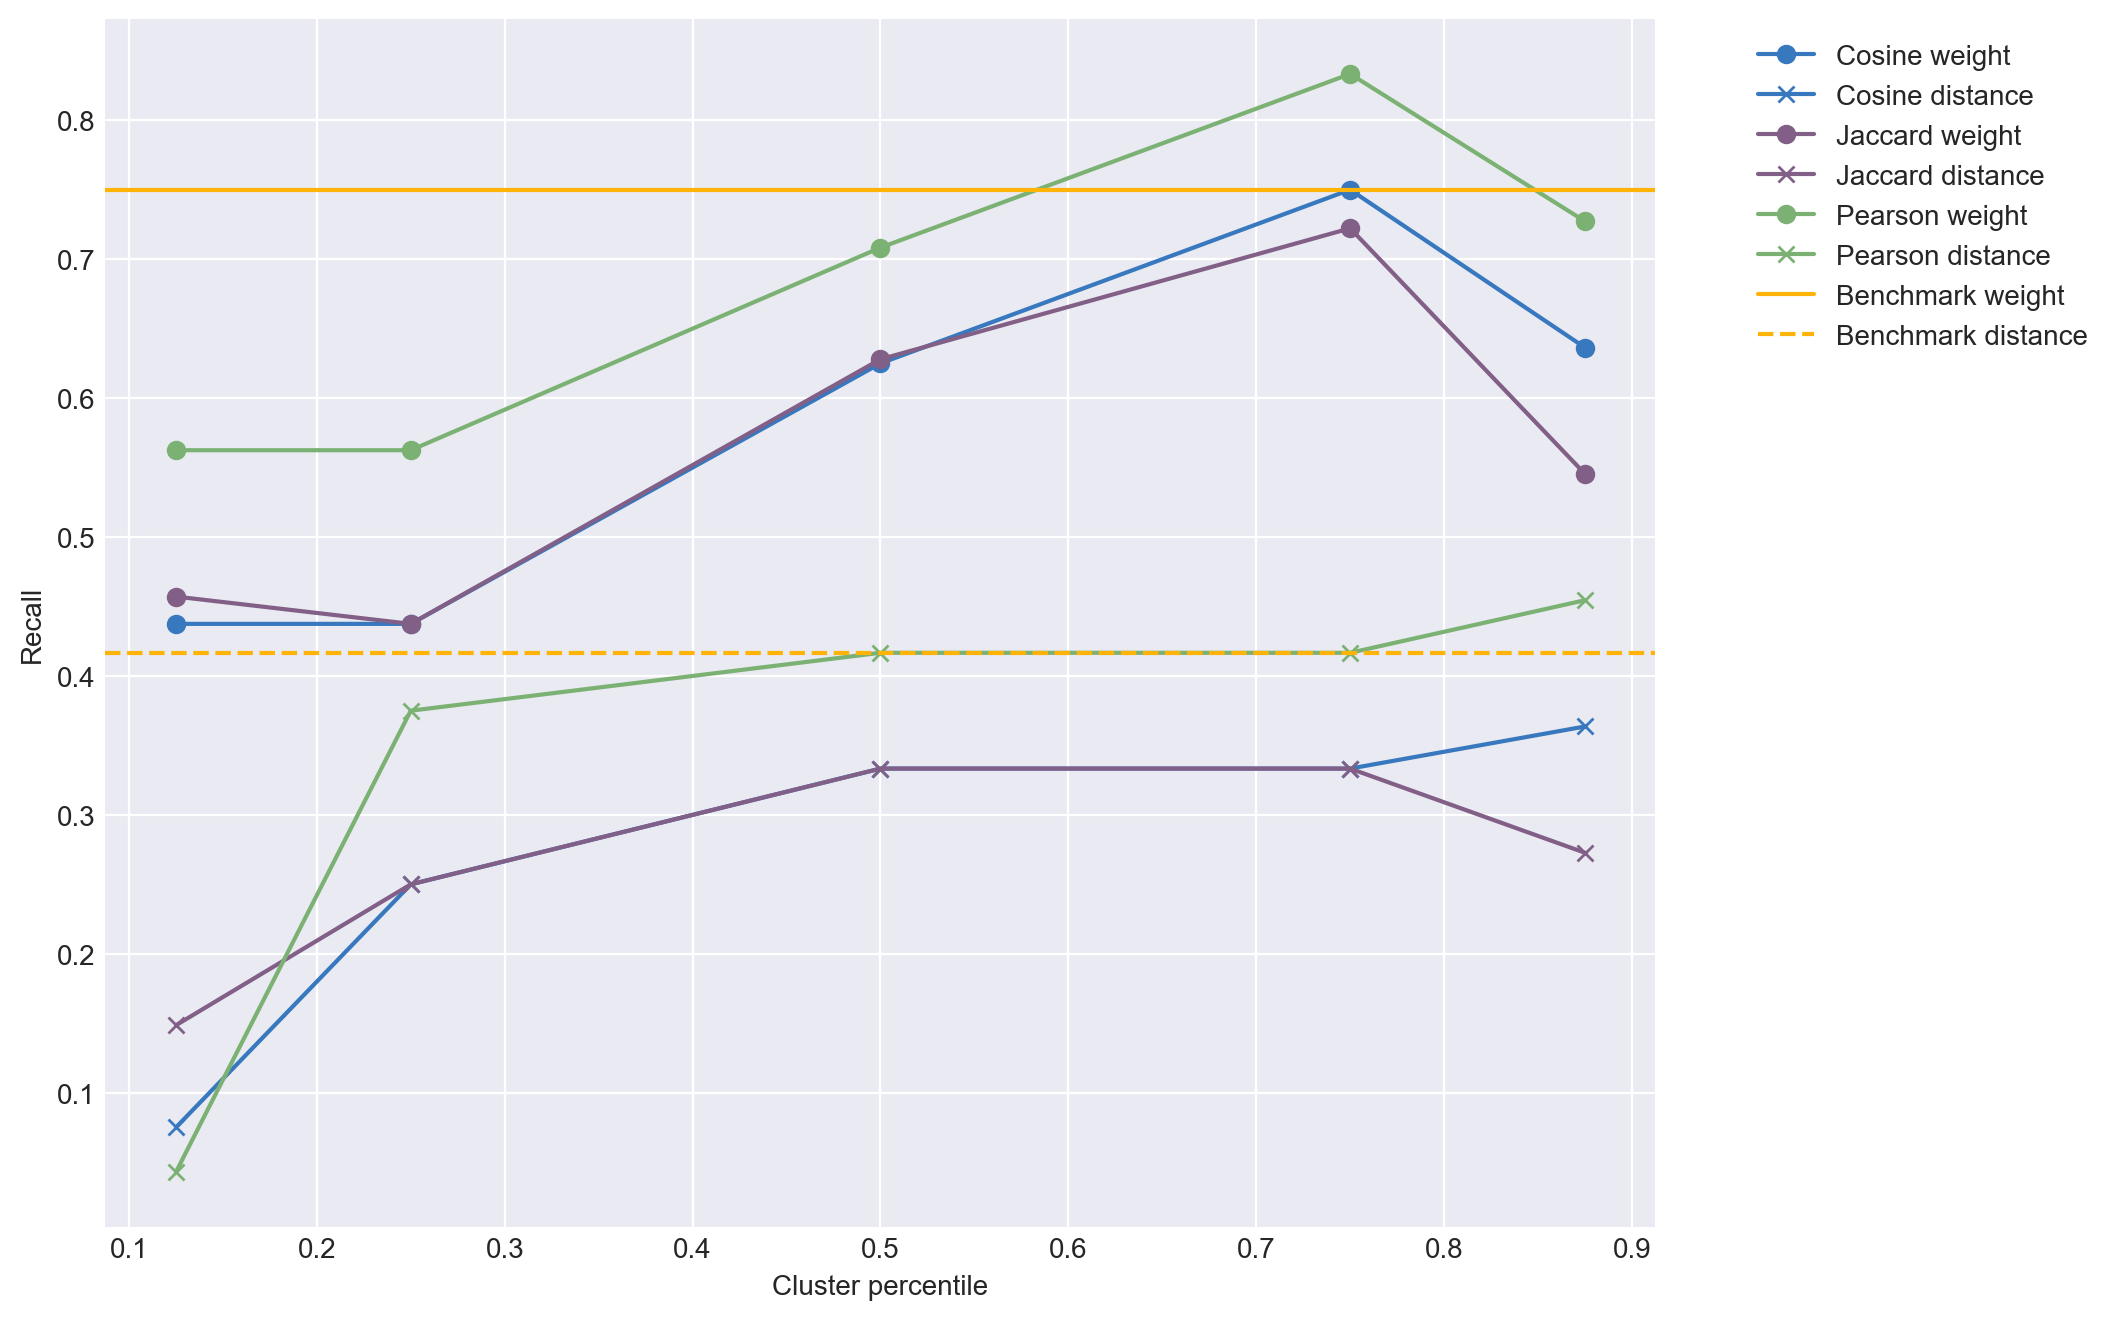 Cosine weight
Cosine distance
Jaccard weight
Jaccard distance
Pearson weight
Pearson distance
Benchmark weight
Benchmark distance
0.8
0.7
0.6
0.5
0.4
0.3
0.2
0.1
Recall
0.1 0.2 0.3 0.4 0.5 0.6 0.7 0.8 0.9
Cluster percentile